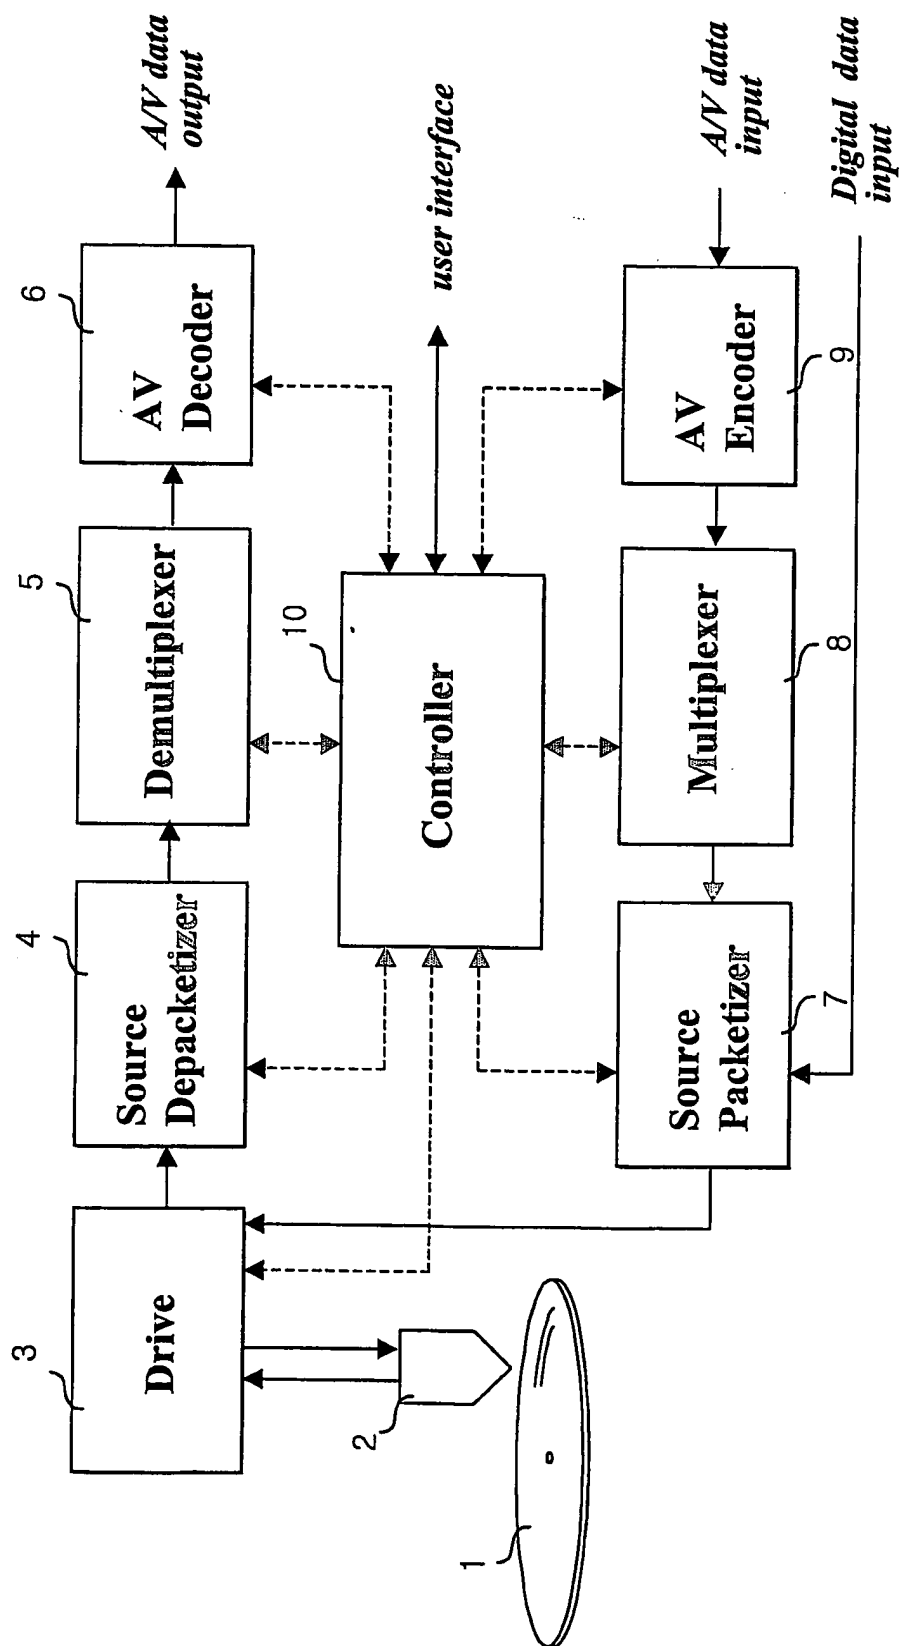 3
Drive
4
Source
Depacketizer
5
Demultiplexer
6
AV
Decoder
A/V data
output
10
Controller
user interface
2
1
Source
Packetizer
7
Multiplexer
8
AV
Encoder
9
A/V data
input
Digital data
input